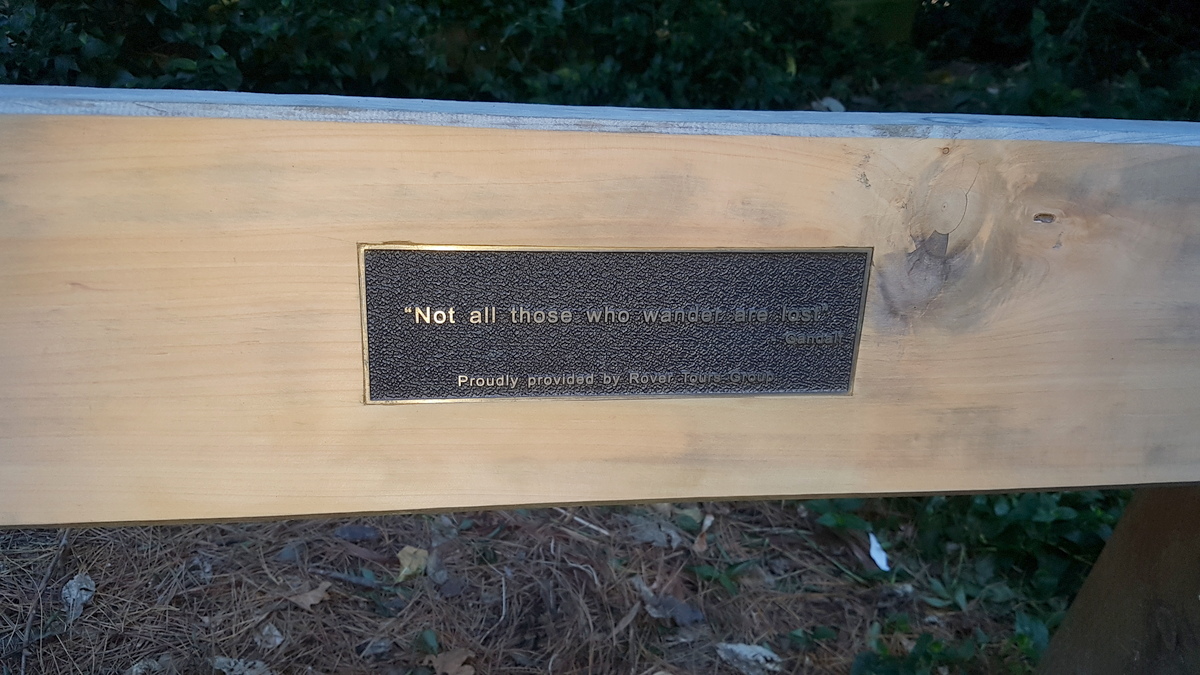 “Not all those who wander are lost”
- Gandalf
Proudly provided by Rover Tours Group